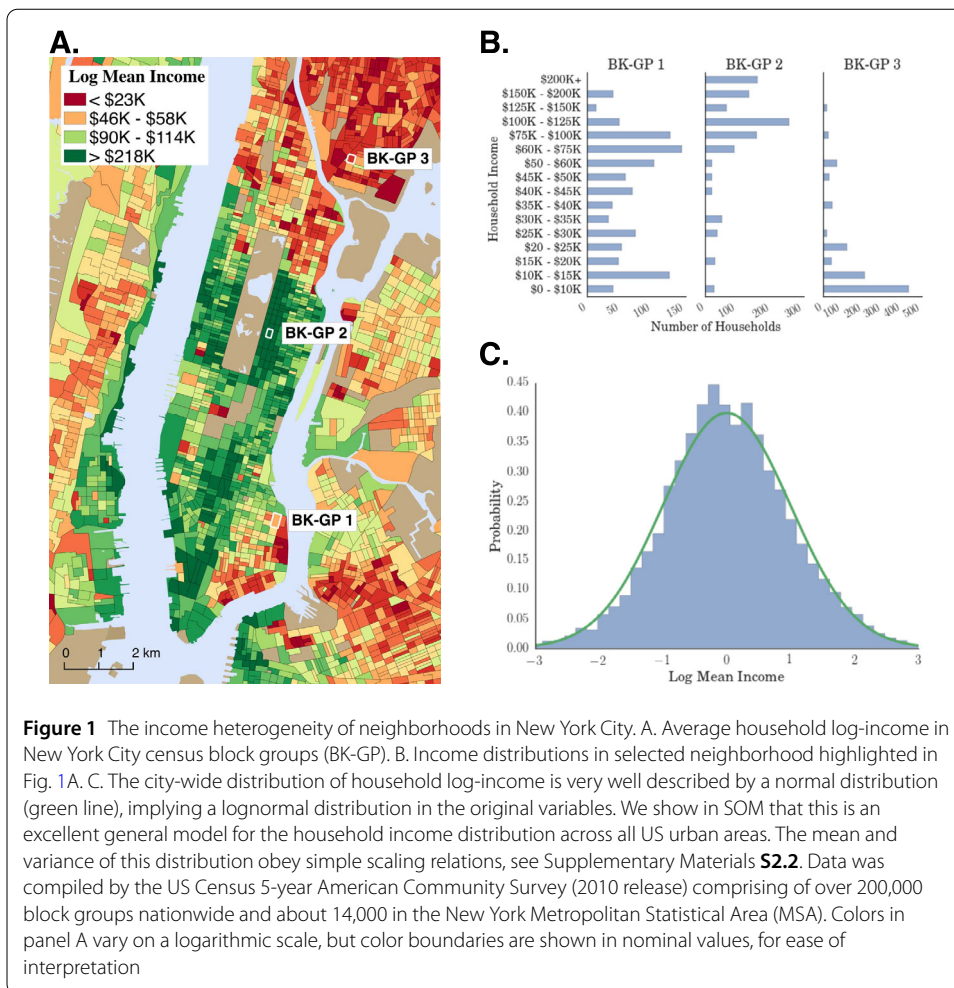 A.
Log Mean Income
< $23K
$46K - $58K
$90K - $114K
> $218K
BK-GP 3
BK-GP 2
BK-GP 1
0 1 2 km
B.
BK-GP 1 BK-GP 2 BK-GP 3
Household Income
$200K+
$150K - $200K
$125K - $150K
$100K - $125K
$75K - $100K
$60K - $75K
$50 - $60K
$45K - $50K
$40K - $45K
$35K - $40K
$30K - $35K
$25K - $30K
$20 - $25K
$15K - $20K
$10K - $15K
$0 - $10K
0 50 100 150 0 100 200 300 0 100 200 300 400 500
Number of Households
C.
Probability
0.45
0.40
0.35
0.30
0.25
0.20
0.15
0.10
0.05
0.00
−3 −2 −1 0 1 2 3
Log Mean Income
Figure 1 The income heterogeneity of neighborhoods in New York City. A. Average household log-income in
New York City census block groups (BK-GP). B. Income distributions in selected neighborhood highlighted in
Fig. 1A. C. The city-wide distribution of household log-income is very well described by a normal distribution
(green line), implying a lognormal distribution in the original variables. We show in SOM that this is an
excellent general model for the household income distribution across all US urban areas. The mean and
variance of this distribution obey simple scaling relations, see Supplementary Materials S2.2. Data was
compiled by the US Census 5-year American Community Survey (2010 release) comprising of over 200,000
block groups nationwide and about 14,000 in the New York Metropolitan Statistical Area (MSA). Colors in
panel A vary on a logarithmic scale, but color boundaries are shown in nominal values, for ease of
interpretation